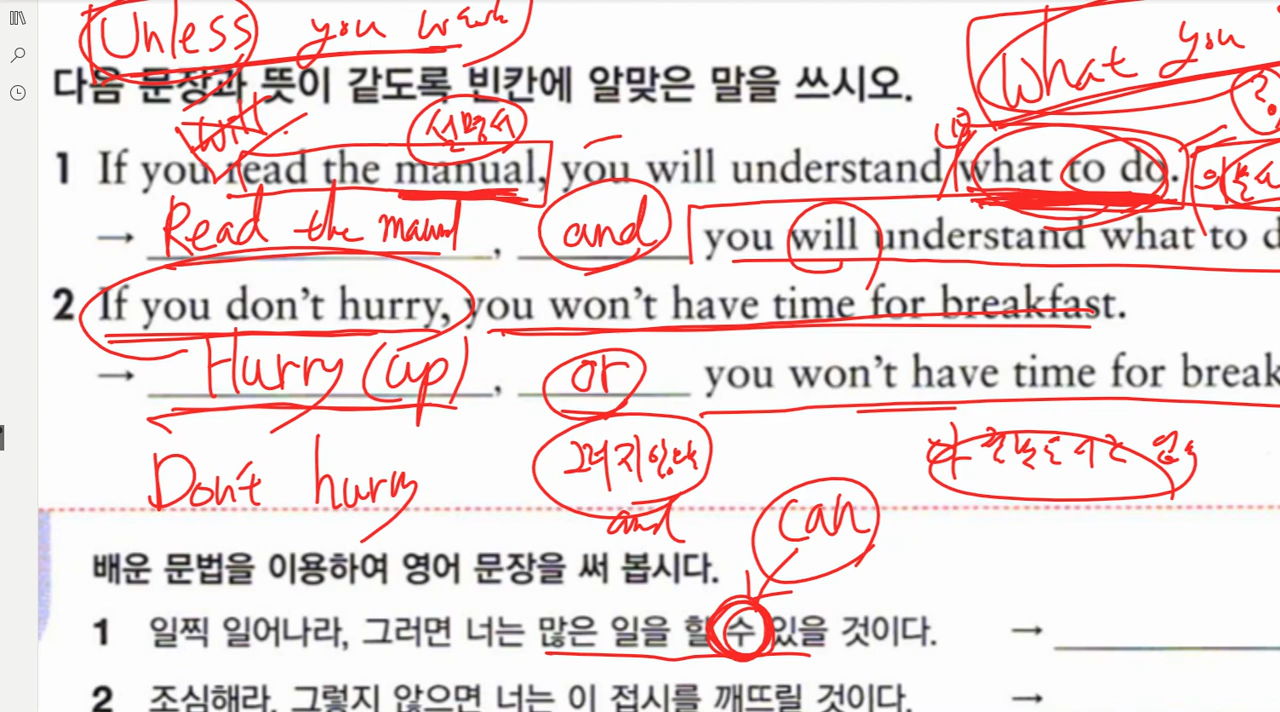 Unless you
What you
다음 문장과 뜻이 같도록 빈칸에 알맞은 말을 쓰시오.
will 설명서 ?
1 If you read the manual, you will understand what to do.
→ Read the manual, and you will understand what to d
2 If you don't hurry, you won't have time for breakfast.
→ Hurry (up), or you won't have time for break
Don't hurry 그러지않으면
and can
배운 문법을 이용하여 영어 문장을 써 봅시다.
1 일찍 일어나라, 그러면 너는 많은 일을 할 수 있을 것이다. →
2 조심해라, 그렇지 않으면 너는 이 접시를 깨뜨릴 것이다. →